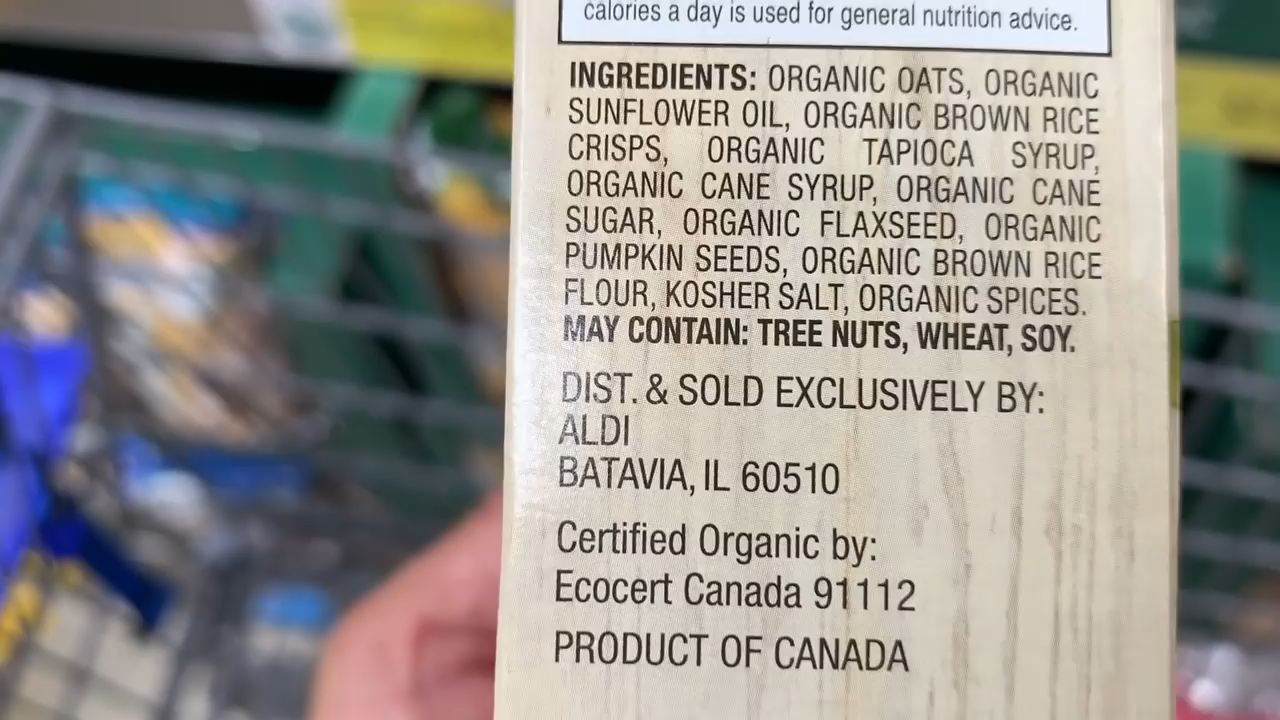 calories a day is used for general nutrition advice.
INGREDIENTS: ORGANIC OATS, ORGANIC
SUNFLOWER OIL, ORGANIC BROWN RICE
CRISPS, ORGANIC TAPIOCA SYRUP,
ORGANIC CANE SYRUP, ORGANIC CANE
SUGAR, ORGANIC FLAXSEED, ORGANIC
PUMPKIN SEEDS, ORGANIC BROWN RICE
FLOUR, KOSHER SALT, ORGANIC SPICES.
MAY CONTAIN: TREE NUTS, WHEAT, SOY.
DIST. & SOLD EXCLUSIVELY BY:
ALDI
BATAVIA, IL 60510
Certified Organic by:
Ecocert Canada 91112
PRODUCT OF CANADA